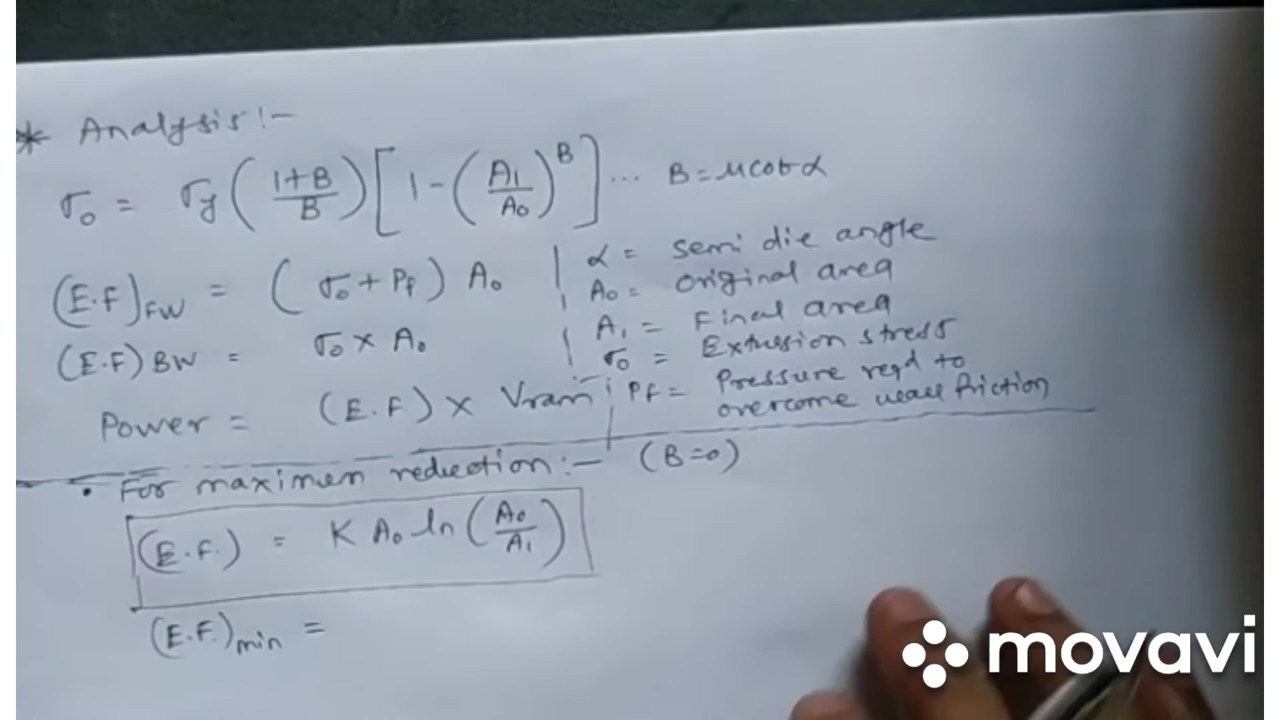 * Analysis :-
σ₀ = σy ( (1+B)/B ) [ 1 - (A₁/A₀)^B ] ... B = μcotα
(E.F)FW = ( σ₀ + Pf ) A₀
(E.F) BW = σ₀ × A₀
Power = (E.F) × Vram
α = semi die angle
A₀ = original area
A₁ = Final area
σ₀ = Extrusion stress
Pf = Pressure reqd to
overcome wall friction
• For maximum reduction :- (B=0)
(E.F.) = K A₀ ln (A₀/A₁)
(E.F.)min =
movavi